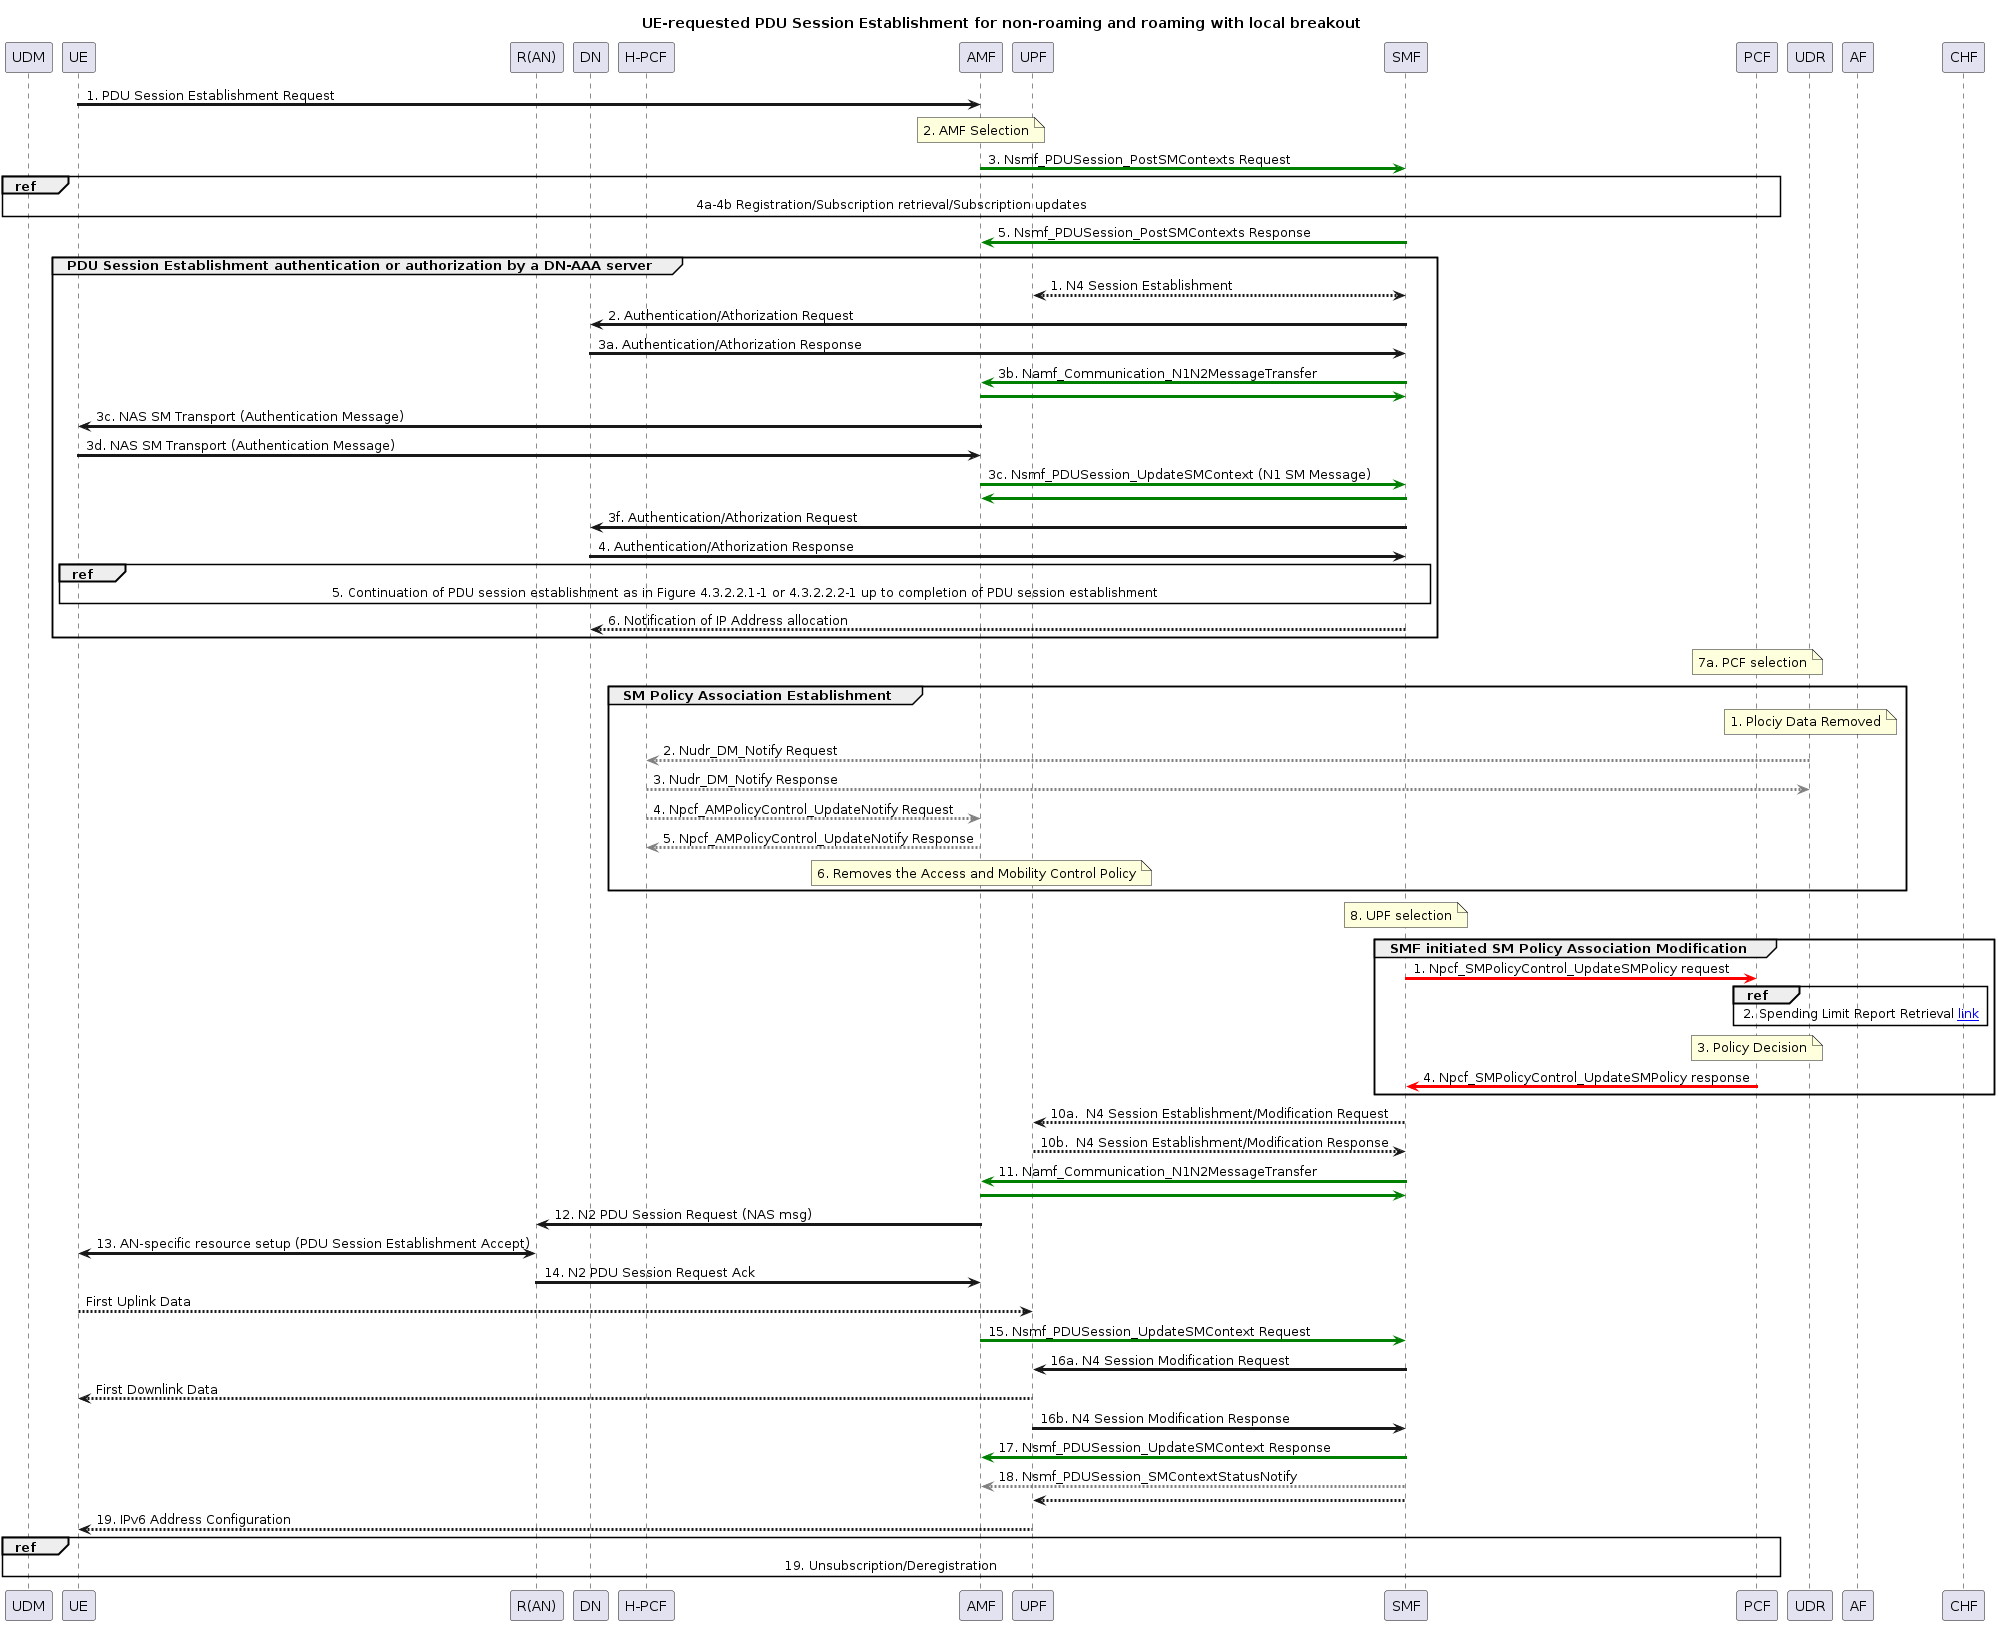 UE-requested PDU Session Establishment for non-roaming and roaming with local breakout
UDM UE R(AN) DN H-PCF AMF UPF SMF PCF UDR AF CHF
1. PDU Session Establishment Request
2. AMF Selection
3. Nsmf_PDUSession_PostSMContexts Request
ref
4a-4b Registration/Subscription retrieval/Subscription updates
5. Nsmf_PDUSession_PostSMContexts Response
PDU Session Establishment authentication or authorization by a DN-AAA server
1. N4 Session Establishment
2. Authentication/Athorization Request
3a. Authentication/Athorization Response
3b. Namf_Communication_N1N2MessageTransfer
3c. NAS SM Transport (Authentication Message)
3d. NAS SM Transport (Authentication Message)
3c. Nsmf_PDUSession_UpdateSMContext (N1 SM Message)
3f. Authentication/Athorization Request
4. Authentication/Athorization Response
ref
5. Continuation of PDU session establishment as in Figure 4.3.2.2.1-1 or 4.3.2.2.2-1 up to completion of PDU session establishment
6. Notification of IP Address allocation
7a. PCF selection
SM Policy Association Establishment
1. Plociy Data Removed
2. Nudr_DM_Notify Request
3. Nudr_DM_Notify Response
4. Npcf_AMPolicyControl_UpdateNotify Request
5. Npcf_AMPolicyControl_UpdateNotify Response
6. Removes the Access and Mobility Control Policy
8. UPF selection
SMF initiated SM Policy Association Modification
1. Npcf_SMPolicyControl_UpdateSMPolicy request
ref
2. Spending Limit Report Retrieval link
3. Policy Decision
4. Npcf_SMPolicyControl_UpdateSMPolicy response
10a.  N4 Session Establishment/Modification Request
10b.  N4 Session Establishment/Modification Response
11. Namf_Communication_N1N2MessageTransfer
12. N2 PDU Session Request (NAS msg)
13. AN-specific resource setup (PDU Session Establishment Accept)
14. N2 PDU Session Request Ack
First Uplink Data
15. Nsmf_PDUSession_UpdateSMContext Request
16a. N4 Session Modification Request
First Downlink Data
16b. N4 Session Modification Response
17. Nsmf_PDUSession_UpdateSMContext Response
18. Nsmf_PDUSession_SMContextStatusNotify
19. IPv6 Address Configuration
ref
19. Unsubscription/Deregistration
UDM UE R(AN) DN H-PCF AMF UPF SMF PCF UDR AF CHF